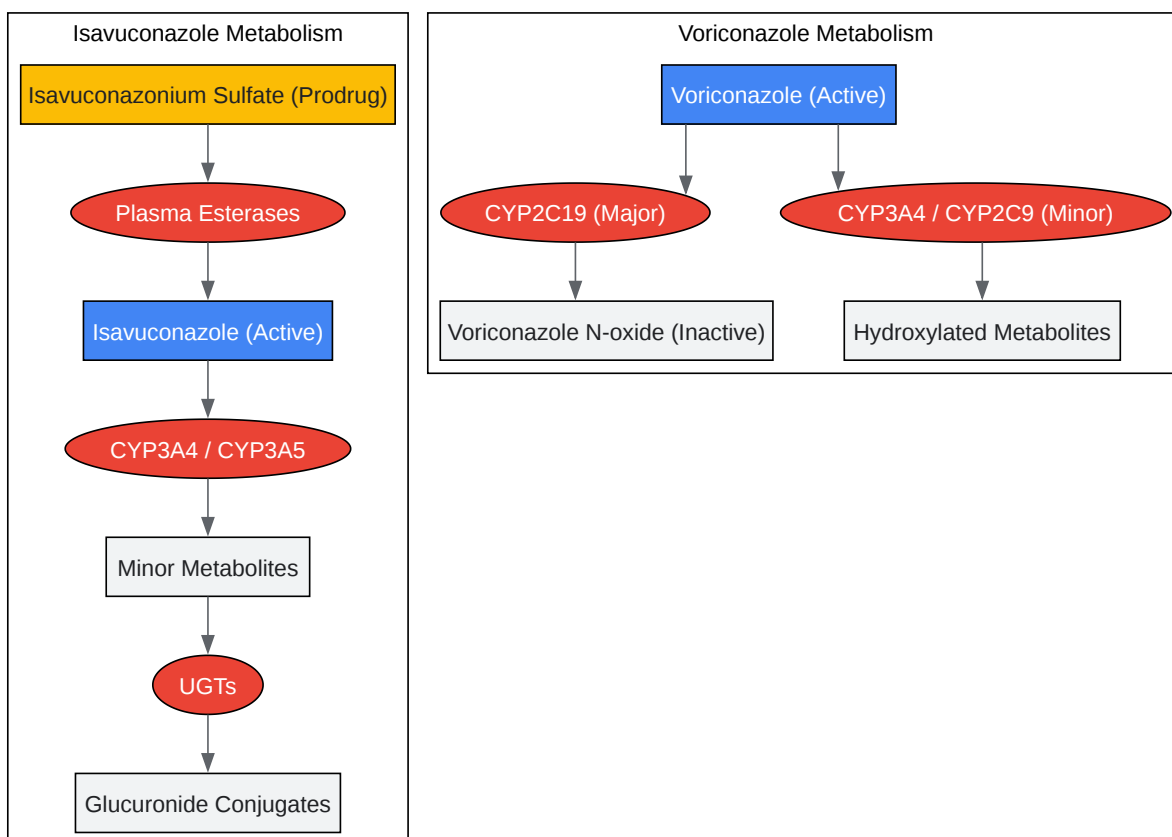 Isavuconazole Metabolism
Isavuconazonium Sulfate (Prodrug)
Plasma Esterases
Isavuconazole (Active)
CYP3A4 / CYP3A5
Minor Metabolites
UGTs
Glucuronide Conjugates
Voriconazole Metabolism
Voriconazole (Active)
CYP2C19 (Major)
CYP3A4 / CYP2C9 (Minor)
Voriconazole N-oxide (Inactive)
Hydroxylated Metabolites